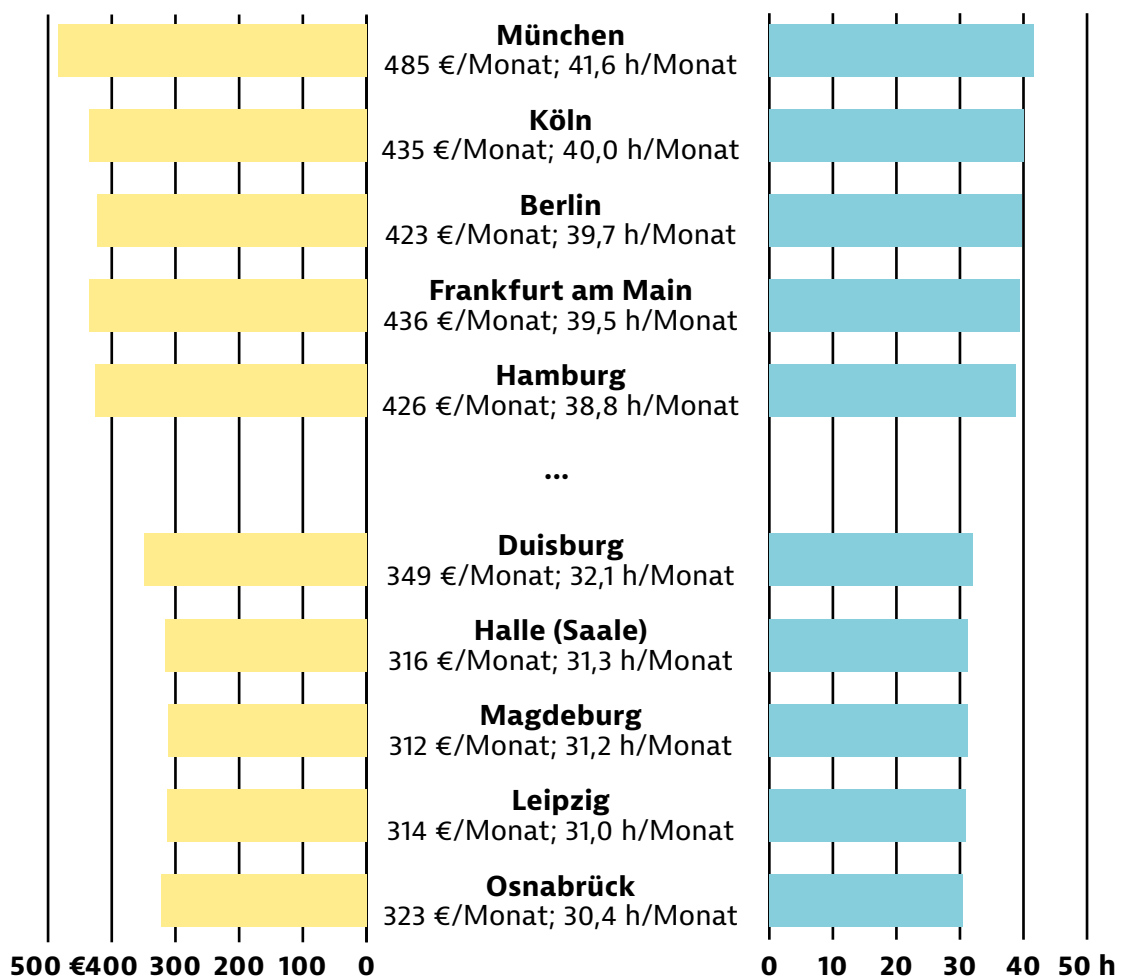 München
485 €/Monat; 41,6 h/Monat
Köln
435 €/Monat; 40,0 h/Monat
Berlin
423 €/Monat; 39,7 h/Monat
Frankfurt am Main
436 €/Monat; 39,5 h/Monat
Hamburg
426 €/Monat; 38,8 h/Monat
...
Duisburg
349 €/Monat; 32,1 h/Monat
Halle (Saale)
316 €/Monat; 31,3 h/Monat
Magdeburg
312 €/Monat; 31,2 h/Monat
Leipzig
314 €/Monat; 31,0 h/Monat
Osnabrück
323 €/Monat; 30,4 h/Monat
500 €400 300 200 100 0 0 10 20 30 40 50 h